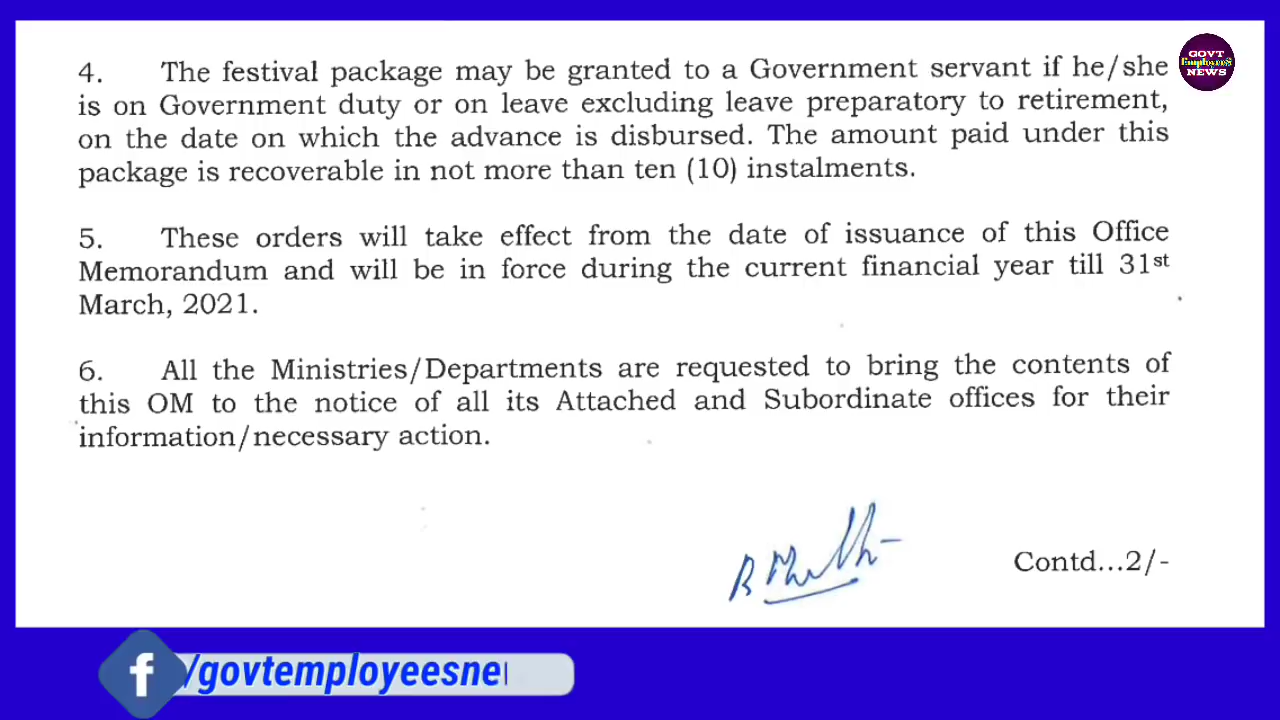 GOVT
Employees
NEWS
4. The festival package may be granted to a Government servant if he/she
is on Government duty or on leave excluding leave preparatory to retirement,
on the date on which the advance is disbursed. The amount paid under this
package is recoverable in not more than ten (10) instalments.
5. These orders will take effect from the date of issuance of this Office
Memorandum and will be in force during the current financial year till 31st
March, 2021.
6. All the Ministries/Departments are requested to bring the contents of
this OM to the notice of all its Attached and Subordinate offices for their
information/necessary action.
Contd...2/-
f /govtemployeesne